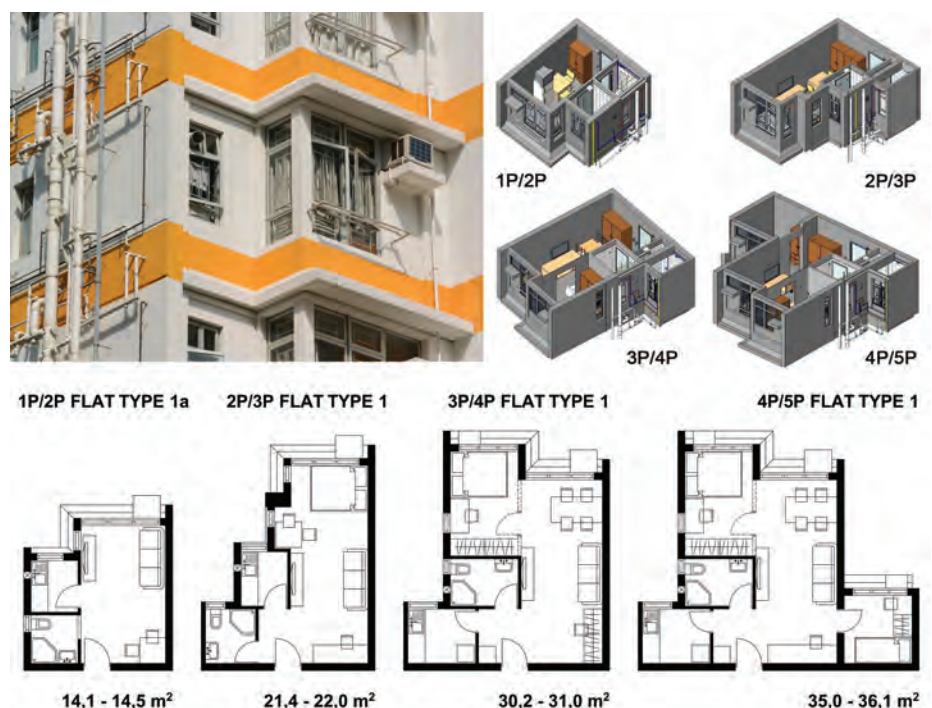 1P/2P
2P/3P
3P/4P
4P/5P
1P/2P FLAT TYPE 1a
2P/3P FLAT TYPE 1
3P/4P FLAT TYPE 1
4P/5P FLAT TYPE 1
14,1 - 14,5 m²
21,4 - 22,0 m²
30,2 - 31,0 m²
35,0 - 36,1 m²